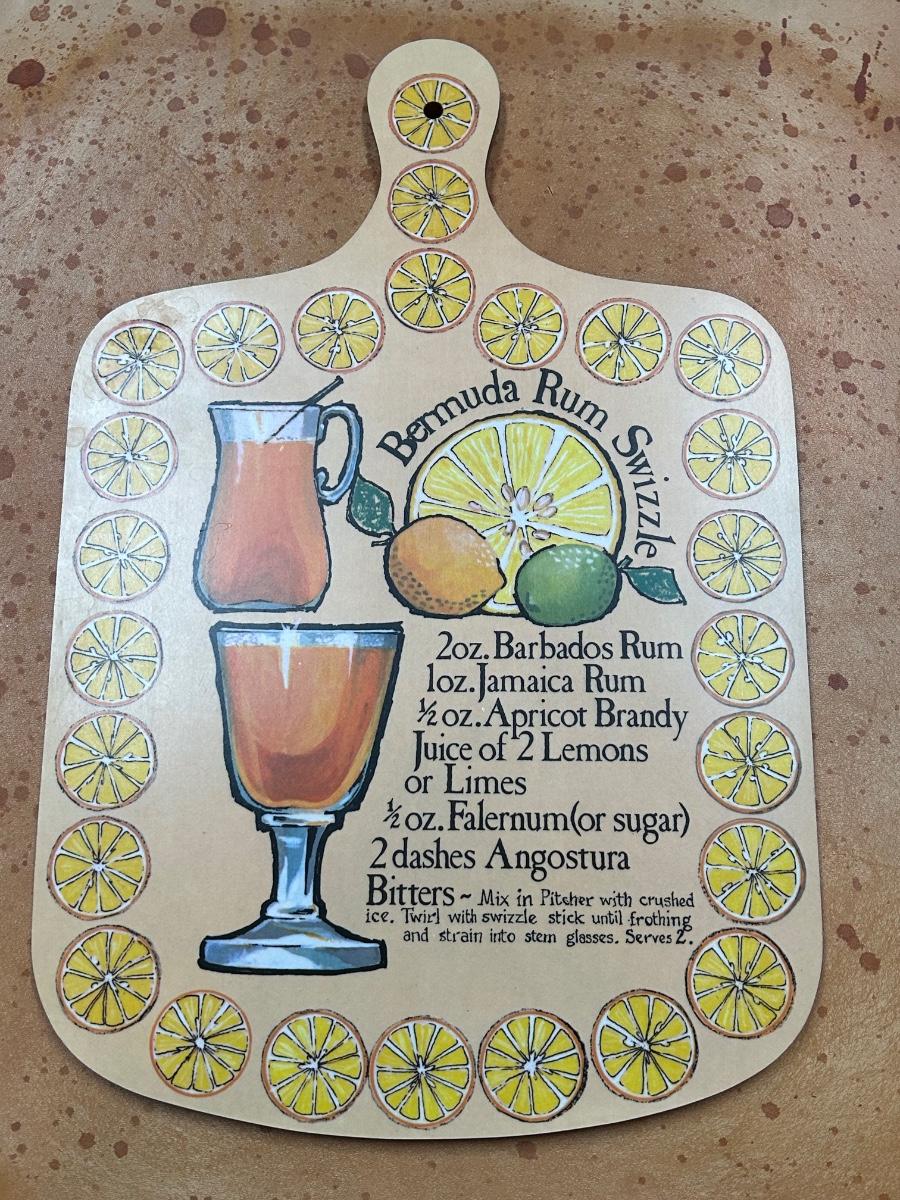 Bermuda Rum Swizzle
2oz. Barbados Rum
1oz. Jamaica Rum
½ oz. Apricot Brandy
Juice of 2 Lemons
or Limes
½ oz. Falernum (or sugar)
2 dashes Angostura
Bitters ~ Mix in Pitcher with crushed
ice. Twirl with swizzle stick until frothing
and strain into stem glasses. Serves 2.